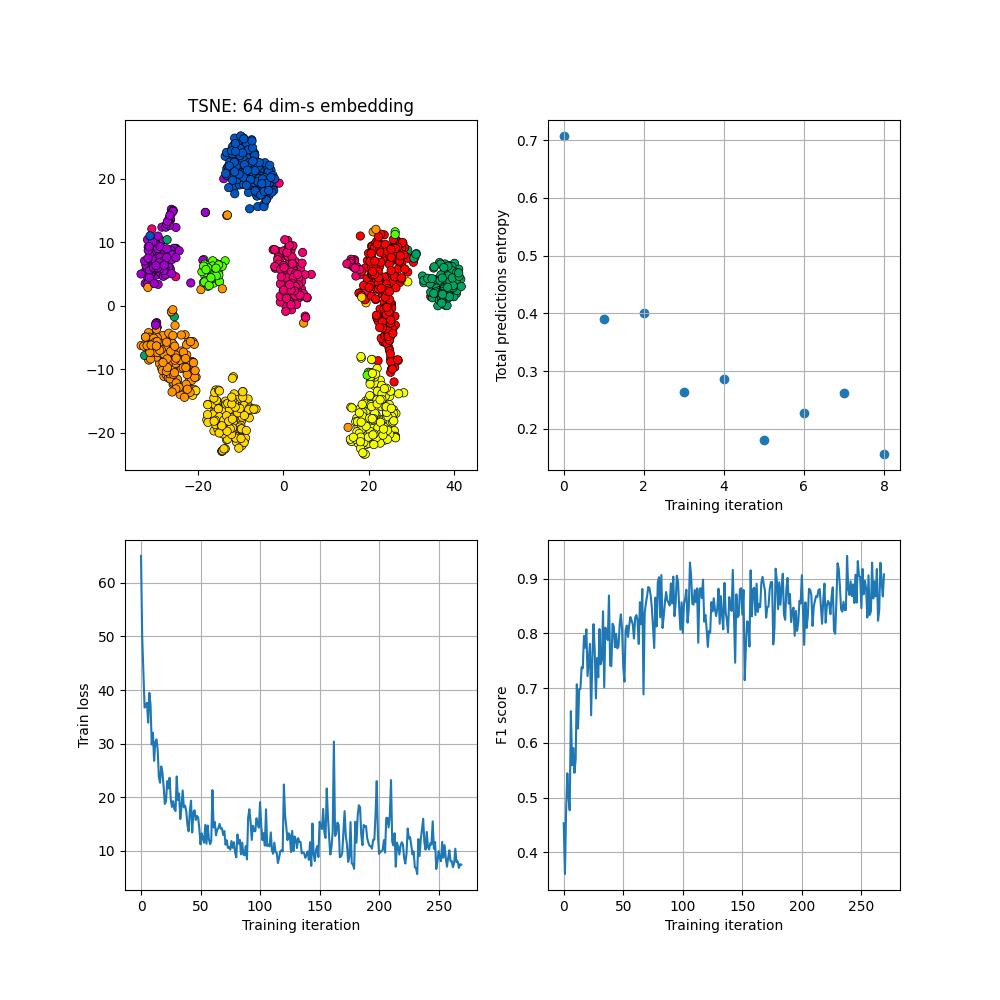 TSNE: 64 dim-s embedding
20
10
0
−10
−20
−20 0 20 40
Total predictions entropy
0.7
0.6
0.5
0.4
0.3
0.2
0 2 4 6 8
Training iteration
Train loss
60
50
40
30
20
10
0 50 100 150 200 250
Training iteration
F1 score
0.9
0.8
0.7
0.6
0.5
0.4
0 50 100 150 200 250
Training iteration